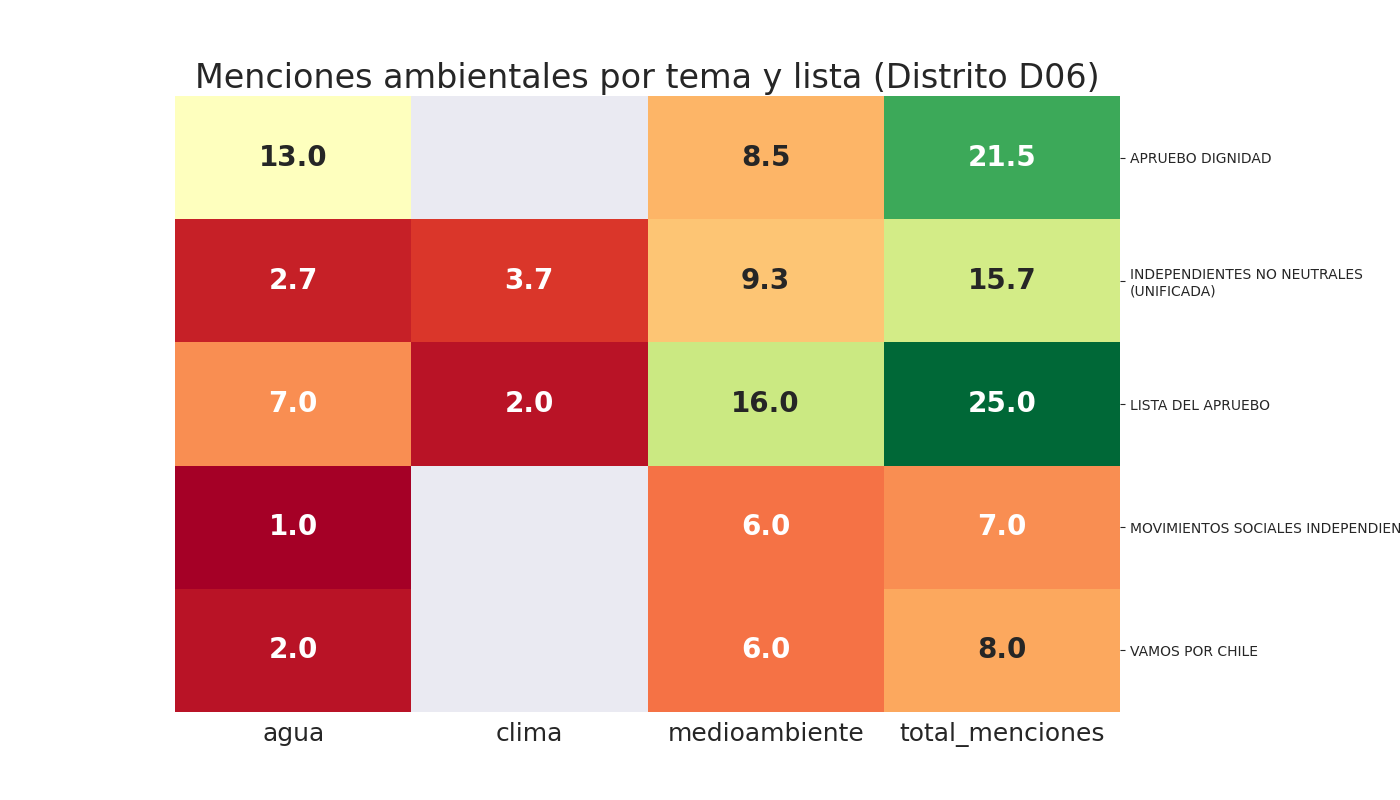 Menciones ambientales por tema y lista (Distrito D06)
13.0 8.5 21.5 APRUEBO DIGNIDAD
2.7 3.7 9.3 15.7 INDEPENDIENTES NO NEUTRALES
(UNIFICADA)
7.0 2.0 16.0 25.0 LISTA DEL APRUEBO
1.0 6.0 7.0 MOVIMIENTOS SOCIALES INDEPENDIEN
2.0 6.0 8.0 VAMOS POR CHILE
agua clima medioambiente total_menciones